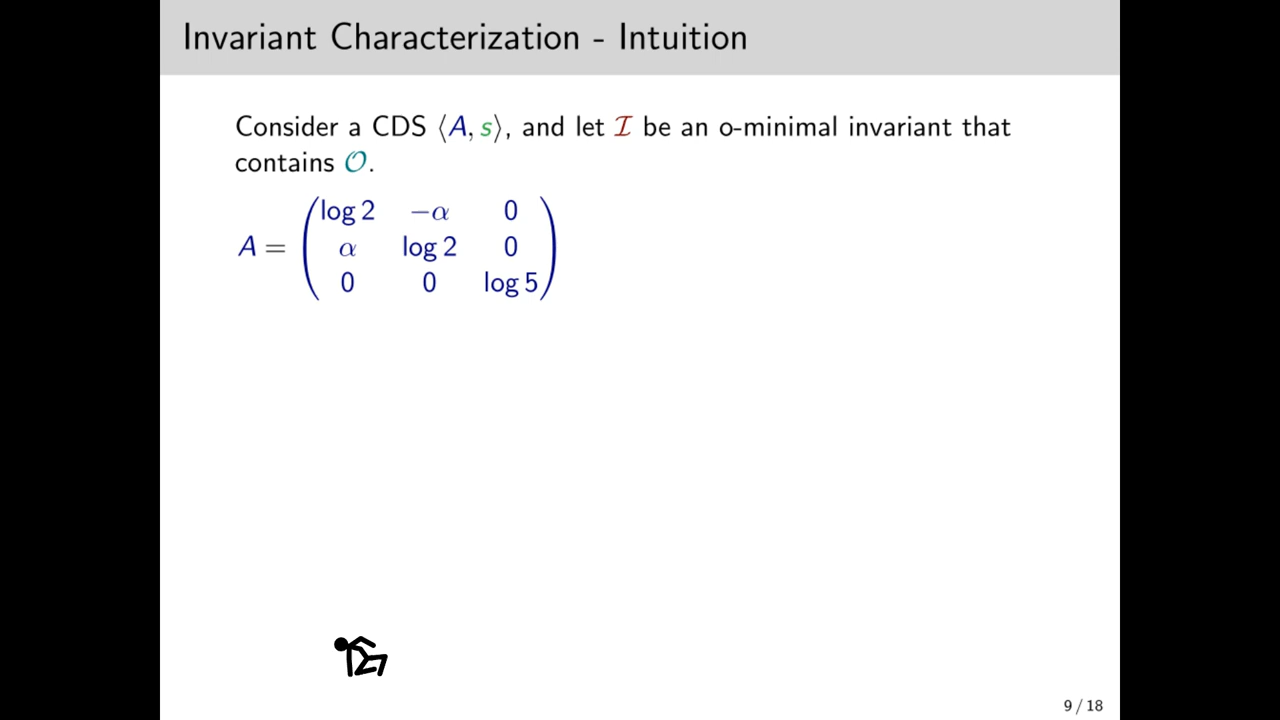 Invariant Characterization - Intuition
Consider a CDS ⟨A, s⟩, and let ℐ be an o-minimal invariant that
contains 𝒪.
log 2 −α 0
A = α log 2 0
0 0 log 5
9 / 18